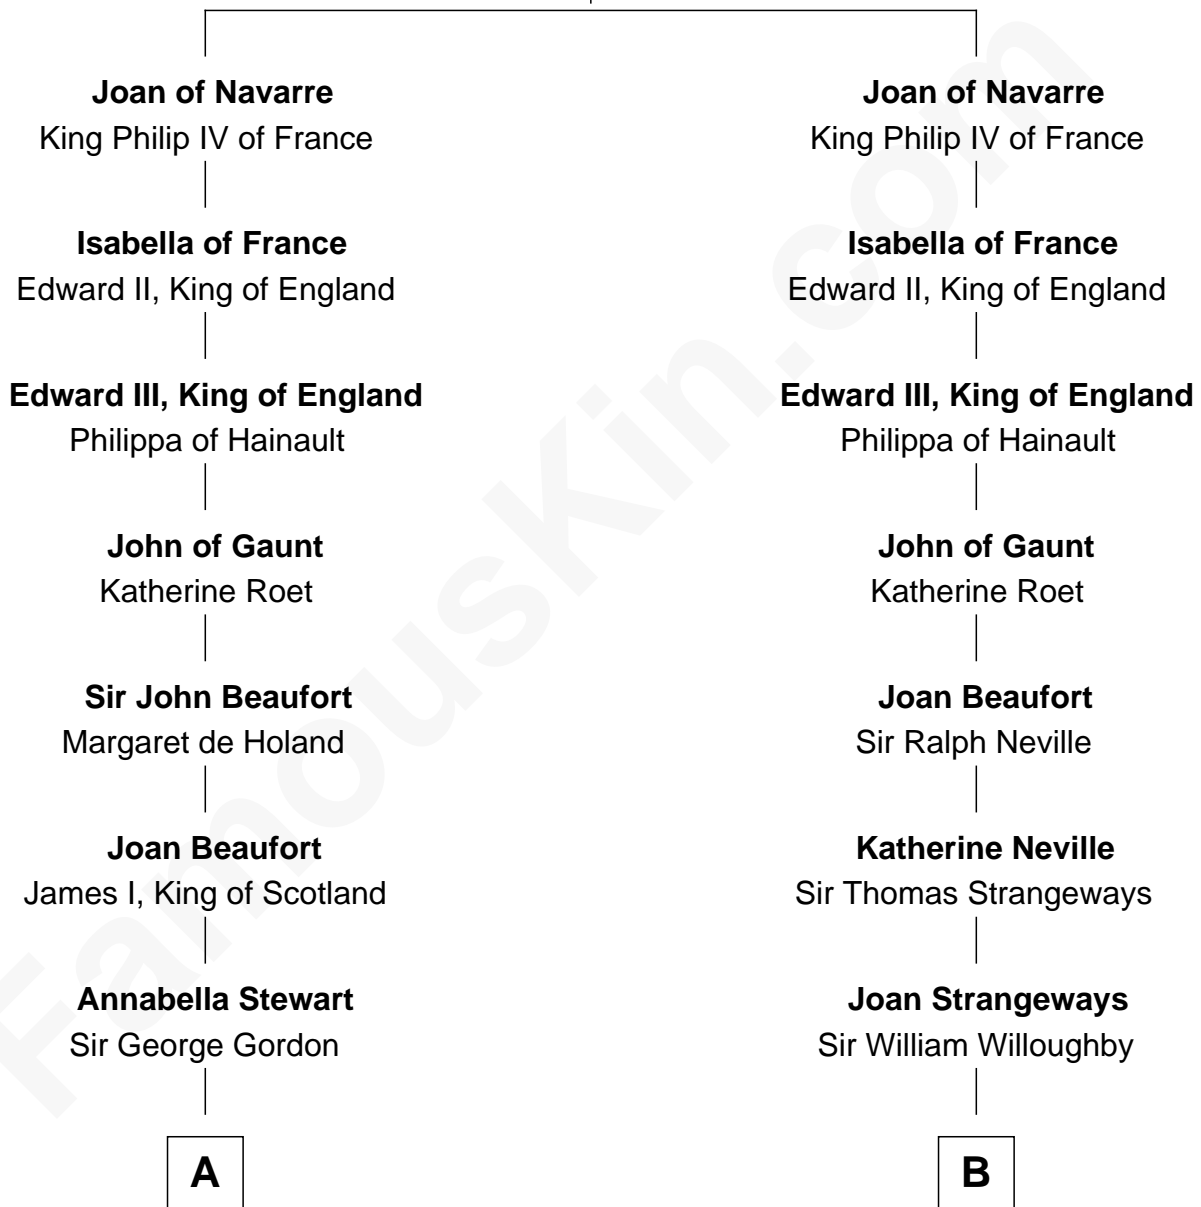 Joan of Navarre
King Philip IV of France
Isabella of France
Edward II, King of England
Edward III, King of England
Philippa of Hainault
John of Gaunt
Katherine Roet
Sir John Beaufort
Margaret de Holand
Joan Beaufort
James I, King of Scotland
Annabella Stewart
Sir George Gordon
A
Joan of Navarre
King Philip IV of France
Isabella of France
Edward II, King of England
Edward III, King of England
Philippa of Hainault
John of Gaunt
Katherine Roet
Joan Beaufort
Sir Ralph Neville
Katherine Neville
Sir Thomas Strangeways
Joan Strangeways
Sir William Willoughby
B
FamousKin.com